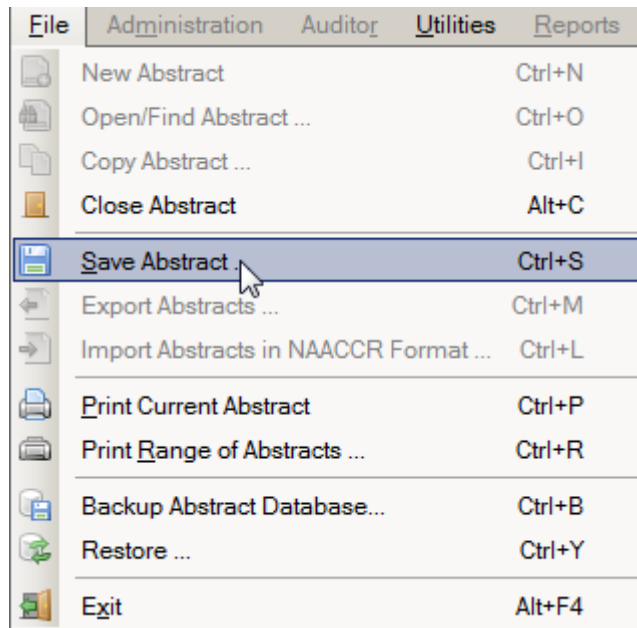 File Administration Auditor Utilities Reports
New Abstract Ctrl+N
Open/Find Abstract ... Ctrl+O
Copy Abstract ... Ctrl+I
Close Abstract Alt+C
Save Abstract . Ctrl+S
Export Abstracts ... Ctrl+M
Import Abstracts in NAACCR Format ... Ctrl+L
Print Current Abstract Ctrl+P
Print Range of Abstracts ... Ctrl+R
Backup Abstract Database... Ctrl+B
Restore ... Ctrl+Y
Exit Alt+F4